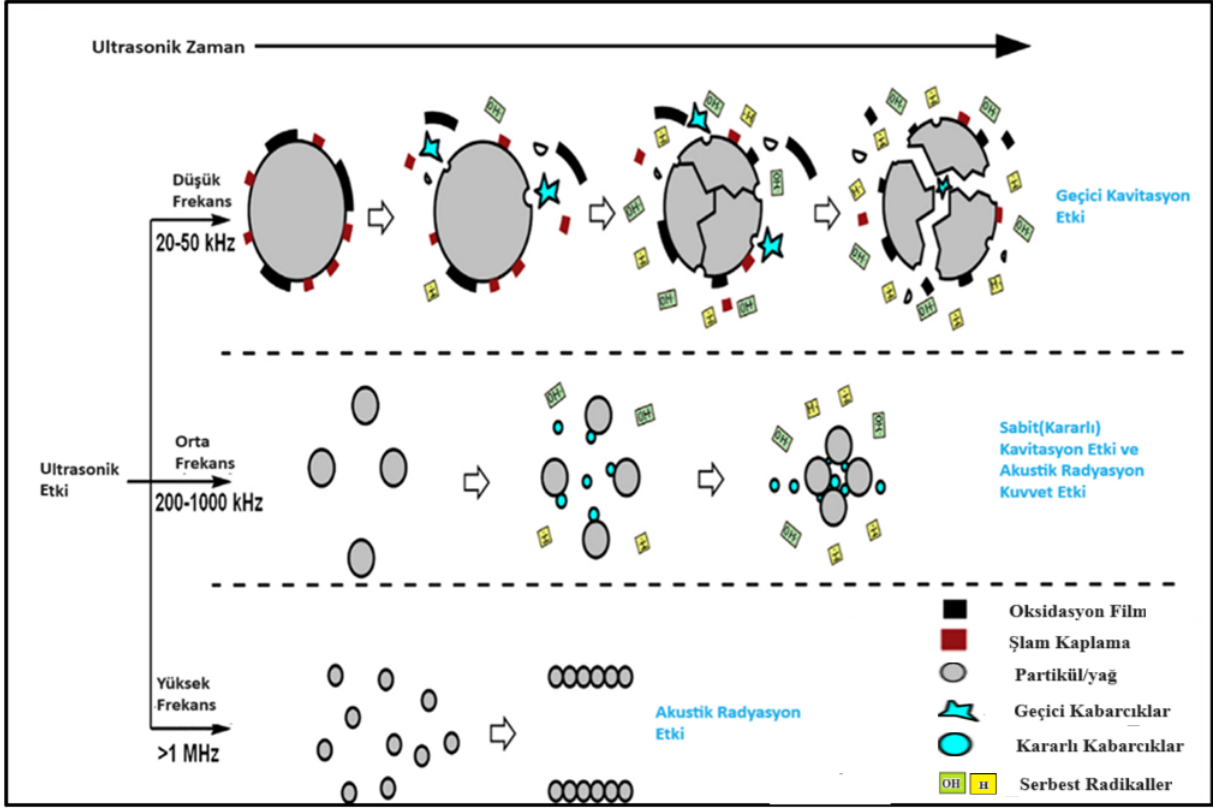 Ultrasonik Zaman
Düşük
Frekans
20-50 kHz
Geçici Kavitasyon
Etki
Ultrasonik
Etki
Orta
Frekans
200-1000 kHz
Sabit(Kararlı)
Kavitasyon Etki ve
Akustik Radyasyon
Kuvvet Etki
Yüksek
Frekans
>1 MHz
Akustik Radyasyon
Etki
Oksidasyon Film
Şlam Kaplama
Partikül/yağ
Geçici Kabarcıklar
Kararlı Kabarcıklar
OH H Serbest Radikaller